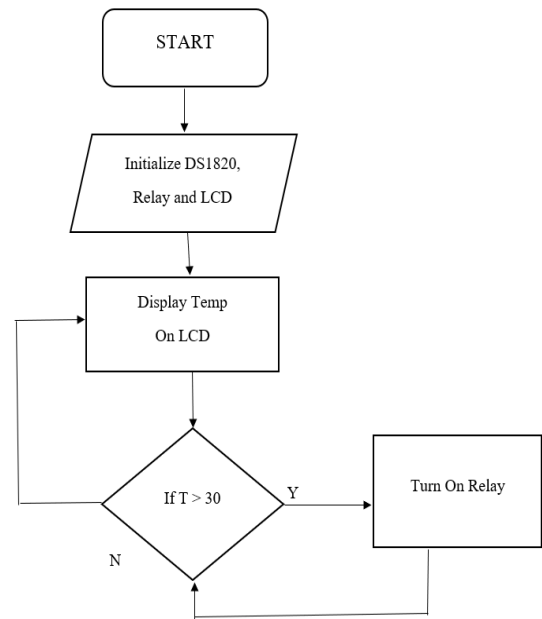 START
Initialize DS1820,
Relay and LCD
Display Temp
On LCD
If T > 30
Y
Turn On Relay
N